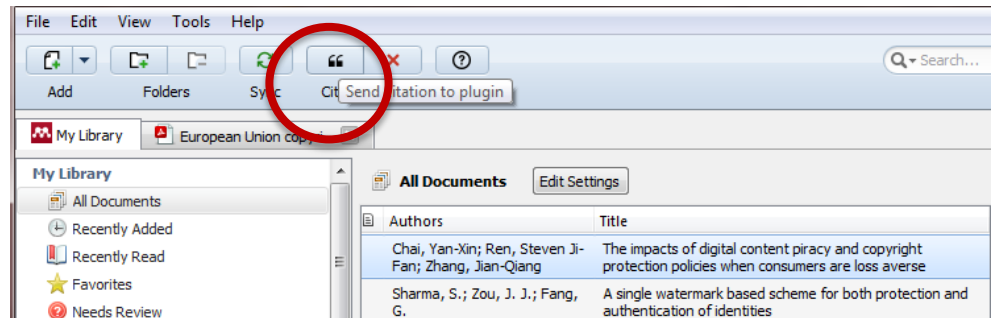 File Edit View Tools Help
Search...
Add Folders Sync
Send citation to plugin
My Library European Union
My Library
All Documents Edit Settings
All Documents
Authors Title
Recently Added
Chai, Yan-Xin; Ren, Steven Ji- The impacts of digital content piracy and copyright
Recently Read
Fan; Zhang, Jian-Qiang protection policies when consumers are loss averse
Favorites
Sharma, S.; Zou, J. J.; Fang, A single watermark based scheme for both protection and
Needs Review
G. authentication of identities